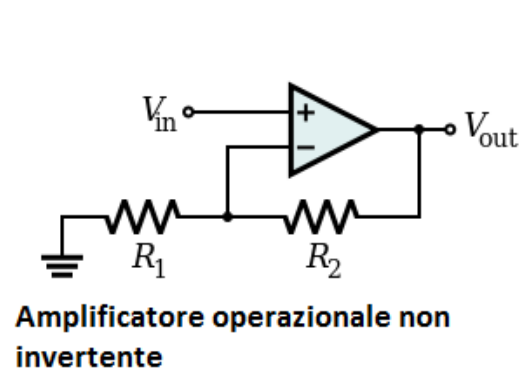 Vin
+
Vout
−
R1
R2
Amplificatore operazionale non
invertente